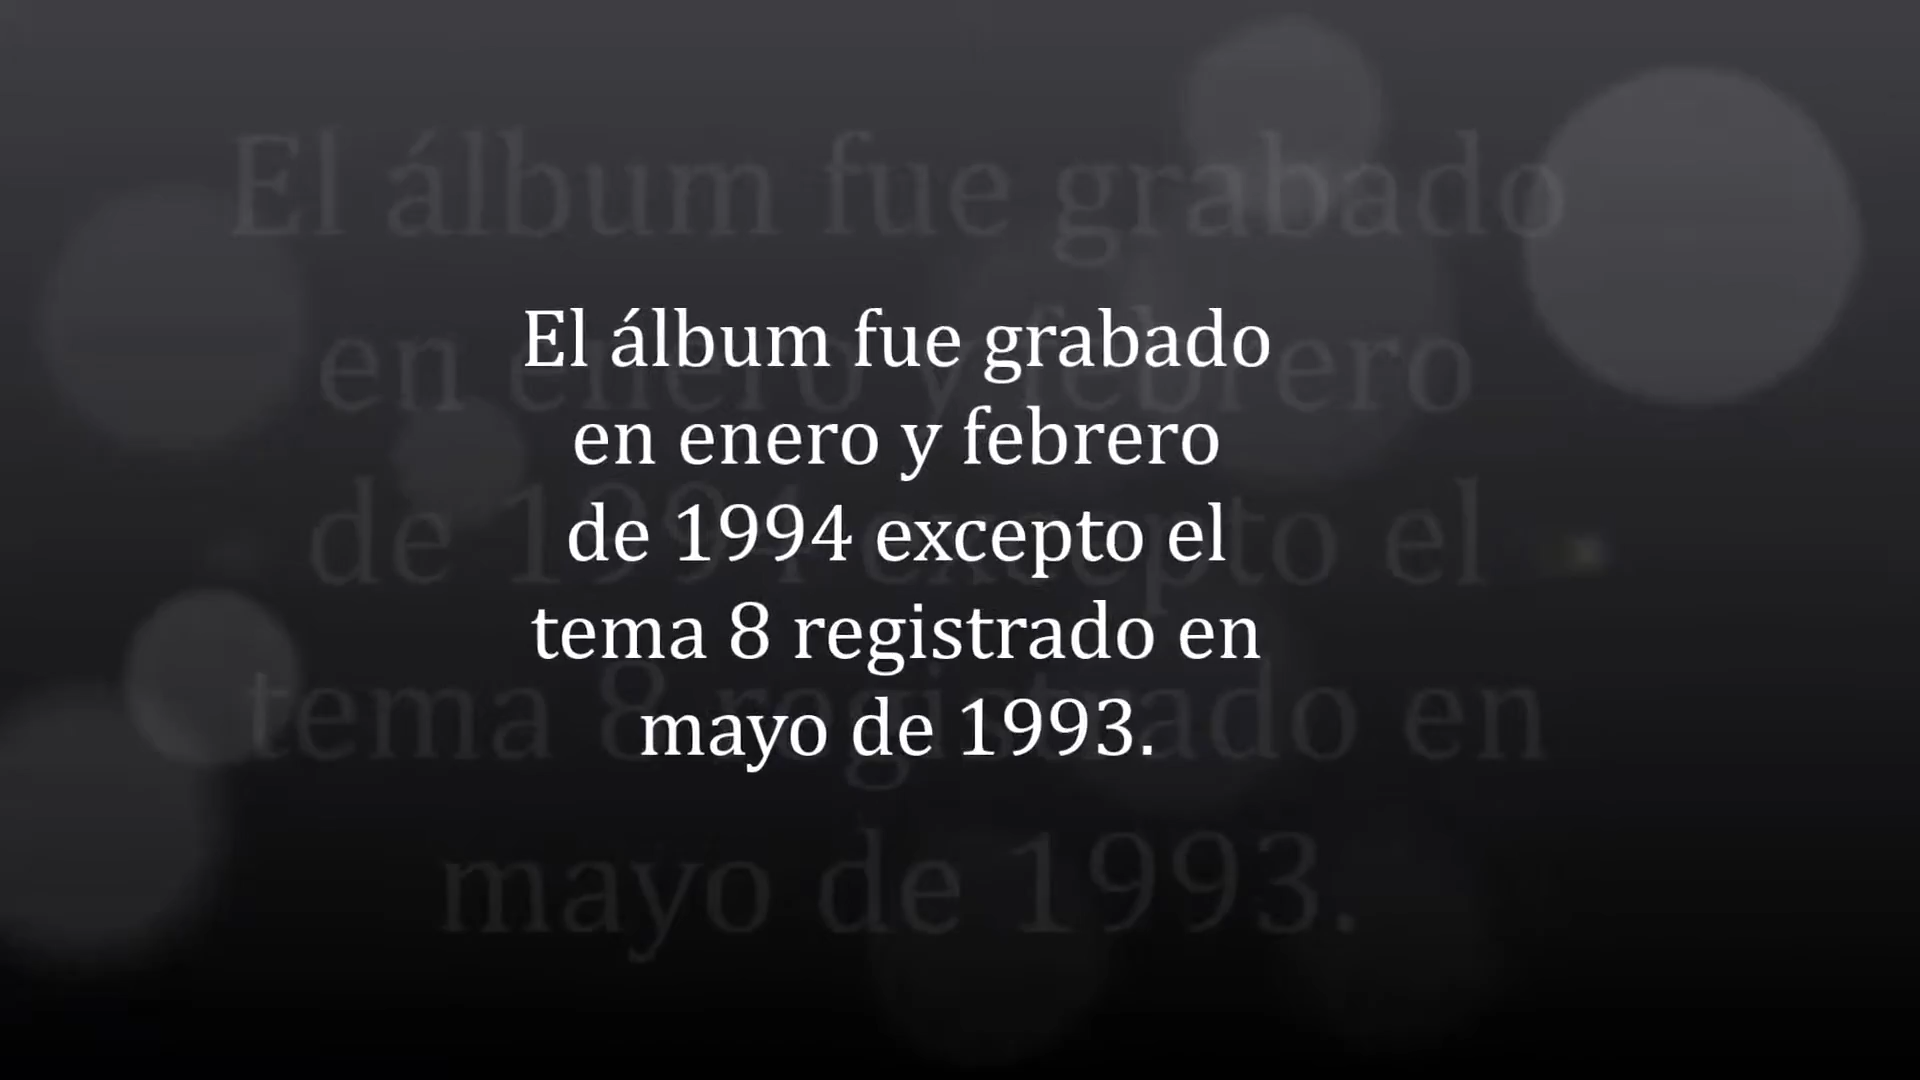 El álbum fue grabado
en enero y febrero
de 1994 excepto el
tema 8 registrado en
mayo de 1993.